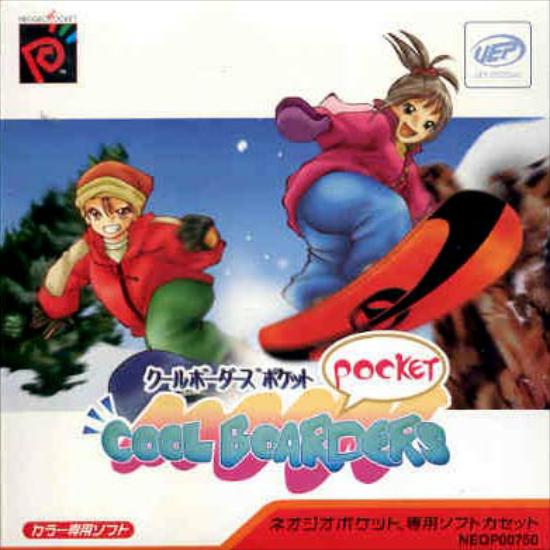 NEOGEO POCKET
UEP
クールボーダーズ ポケット
POCKET
COOL BOARDERS
カラー専用ソフト
ネオジオポケット 専用ソフトカセット
NEOP00750